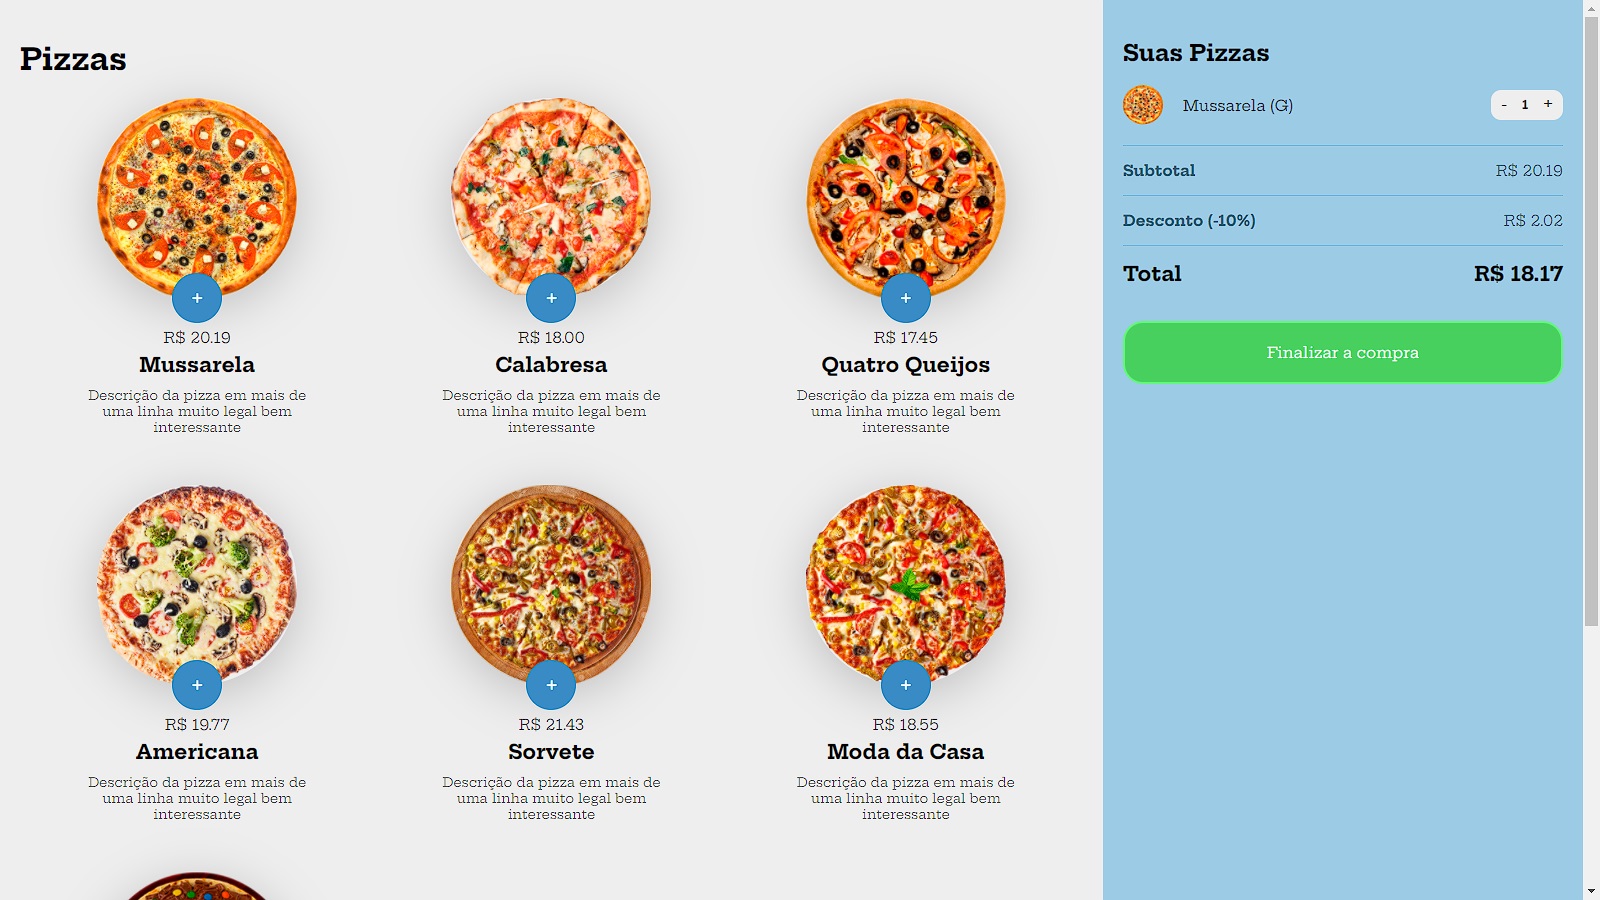 Pizzas
+
R$ 20.19
Mussarela
Descrição da pizza em mais de
uma linha muito legal bem
interessante
+
R$ 18.00
Calabresa
Descrição da pizza em mais de
uma linha muito legal bem
interessante
+
R$ 17.45
Quatro Queijos
Descrição da pizza em mais de
uma linha muito legal bem
interessante
+
R$ 19.77
Americana
Descrição da pizza em mais de
uma linha muito legal bem
interessante
+
R$ 21.43
Sorvete
Descrição da pizza em mais de
uma linha muito legal bem
interessante
+
R$ 18.55
Moda da Casa
Descrição da pizza em mais de
uma linha muito legal bem
interessante
Suas Pizzas
Mussarela (G) - 1 +
Subtotal R$ 20.19
Desconto (-10%) R$ 2.02
Total R$ 18.17
Finalizar a compra